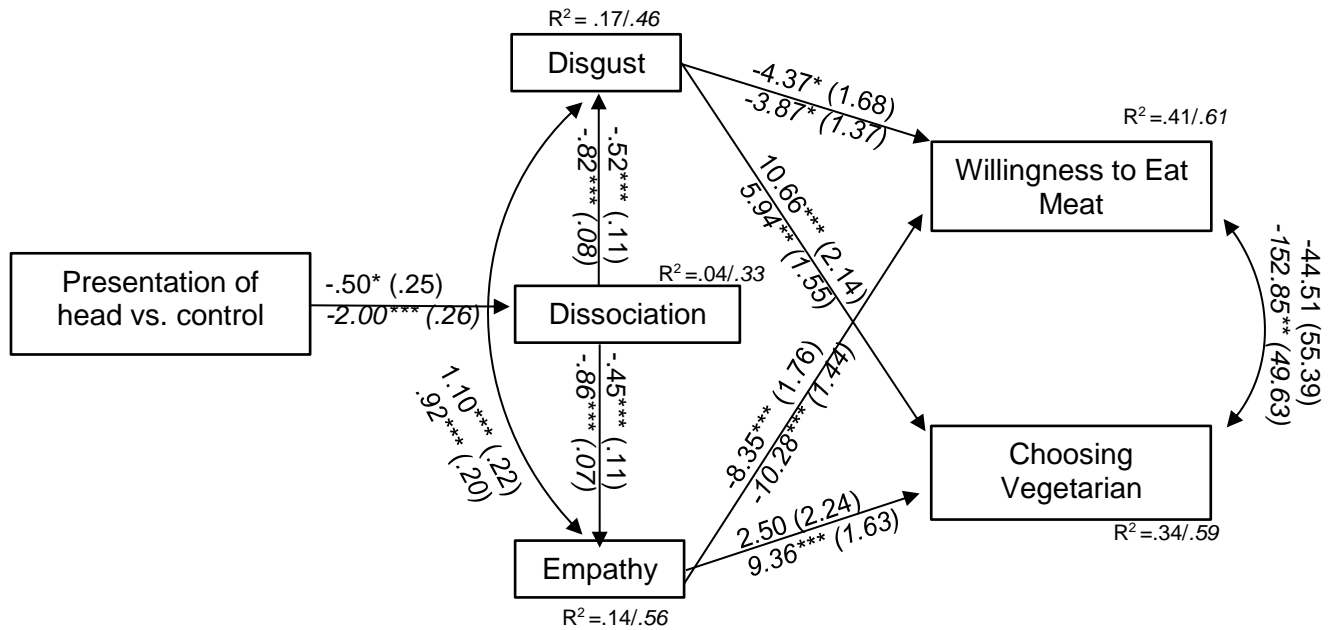 R² = .17/.46
Disgust
-4.37* (1.68)
-3.87* (1.37)
R² =.41/.61
Willingness to Eat
Meat
-.52*** (.11)
-.82*** (.08)
10.66*** (2.14)
5.94** (1.55)
Presentation of
head vs. control
-.50* (.25)
-2.00*** (.26)
R² =.04/.33
Dissociation
-44.51 (55.39)
-152.85** (49.63)
1.10*** (.22)
.92*** (.20)
-.45*** (.11)
-.86*** (.07)
-8.35*** (1.76)
-10.28*** (1.44)
Choosing
Vegetarian
R² =.34/.59
2.50 (2.24)
9.36*** (1.63)
Empathy
R² =.14/.56